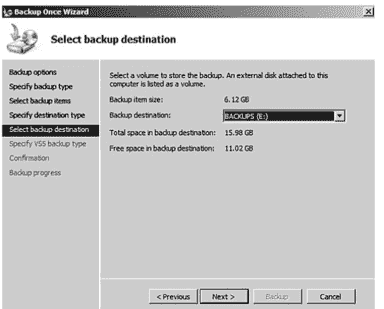 Backup Once Wizard
Select backup destination
Backup options
Specify backup type
Select backup items
Specify destination type
Select backup destination
Specify VSS backup type
Confirmation
Backup progress
Select a volume to store the backup. An external disk attached to this
computer is listed as a volume.
Backup item size: 6.12 GB
Backup destination: BACKUPS (E:)
Total space in backup destination: 15.98 GB
Free space in backup destination: 11.02 GB
< Previous Next > Backup Cancel